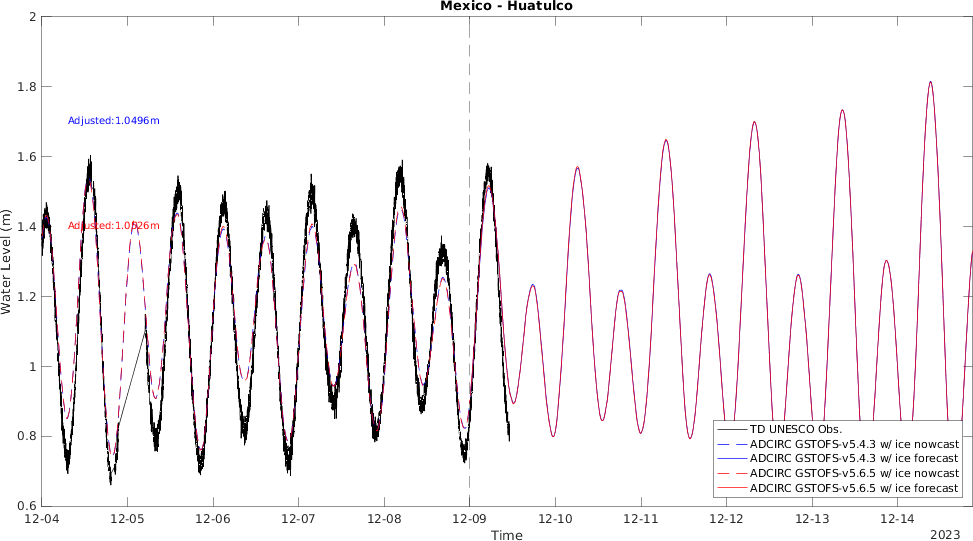 Mexico - Huatulco
Water Level (m)
2
1.8
1.6
1.4
1.2
1
0.8
0.6
Adjusted:1.0496m
Adjusted:1.0926m
TD UNESCO Obs.
ADCIRC GSTOFS-v5.4.3 w/ ice nowcast
ADCIRC GSTOFS-v5.4.3 w/ ice forecast
ADCIRC GSTOFS-v5.6.5 w/ ice nowcast
ADCIRC GSTOFS-v5.6.5 w/ ice forecast
12-04 12-05 12-06 12-07 12-08 12-09 12-10 12-11 12-12 12-13 12-14
Time
2023